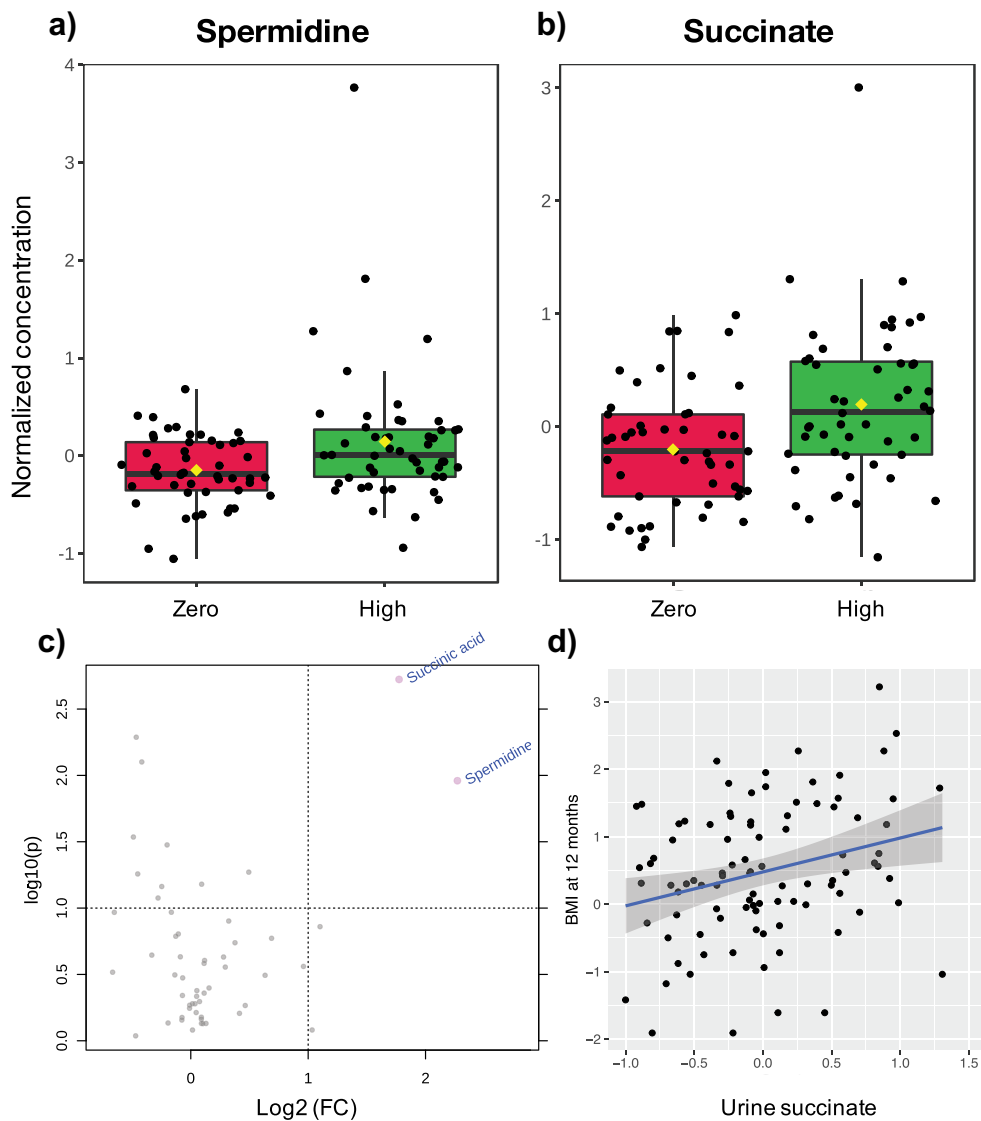 a)
Spermidine
b)
Succinate
Normalized concentration
4
3
2
1
0
-1
Zero
High
3
2
1
0
-1
Zero
High
c)
log10(p)
2.5
2.0
1.5
1.0
0.5
0.0
Succinic acid
Spermidine
0
1
2
Log2 (FC)
d)
BMI at 12 months
3
2
1
0
−1
−2
−1.0
−0.5
0.0
0.5
1.0
1.5
Urine succinate